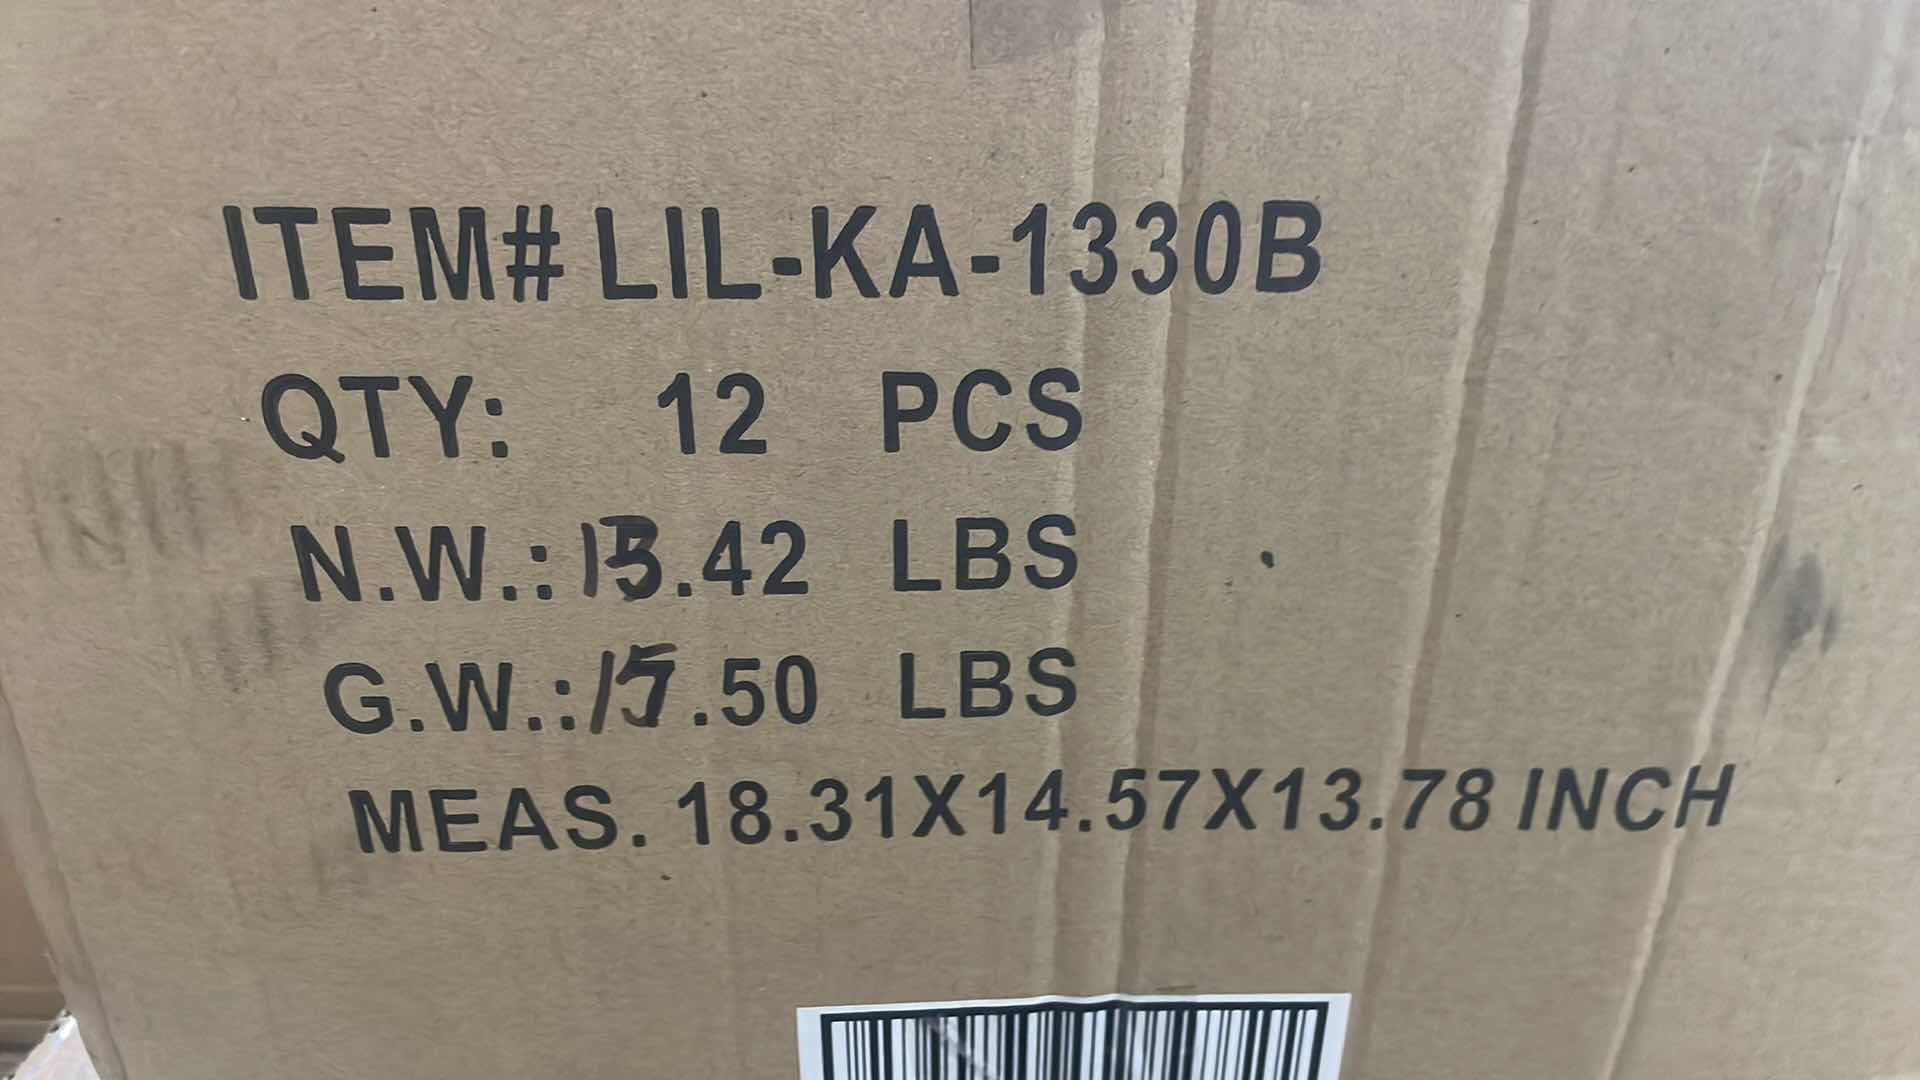 ITEM# LIL-KA-1330B
QTY: 12 PCS
N.W.: 15.42 LBS
G.W.: 15.50 LBS
MEAS. 18.31X14.57X13.78 INCH